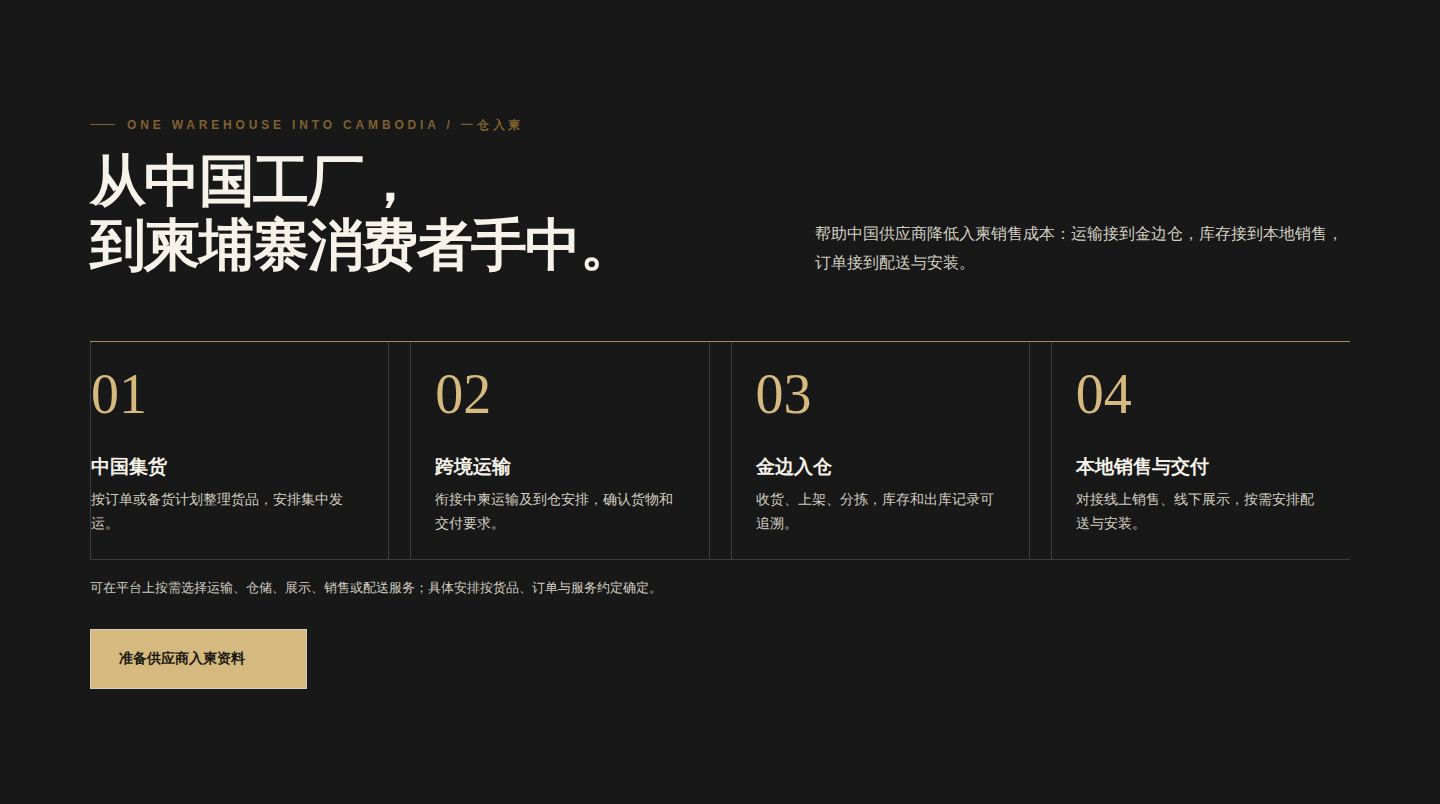 ONE WAREHOUSE INTO CAMBODIA / 一仓入柬
从中国工厂，
到柬埔寨消费者手中。
帮助中国供应商降低入柬销售成本：运输接到金边仓，库存接到本地销售，
订单接到配送与安装。
01
中国集货
按订单或备货计划整理货品，安排集中发
运。
02
跨境运输
衔接中柬运输及到仓安排，确认货物和
交付要求。
03
金边入仓
收货、上架、分拣，库存和出库记录可
追溯。
04
本地销售与交付
对接线上销售、线下展示，按需安排配
送与安装。
可在平台上按需选择运输、仓储、展示、销售或配送服务；具体安排按货品、订单与服务约定确定。
准备供应商入柬资料